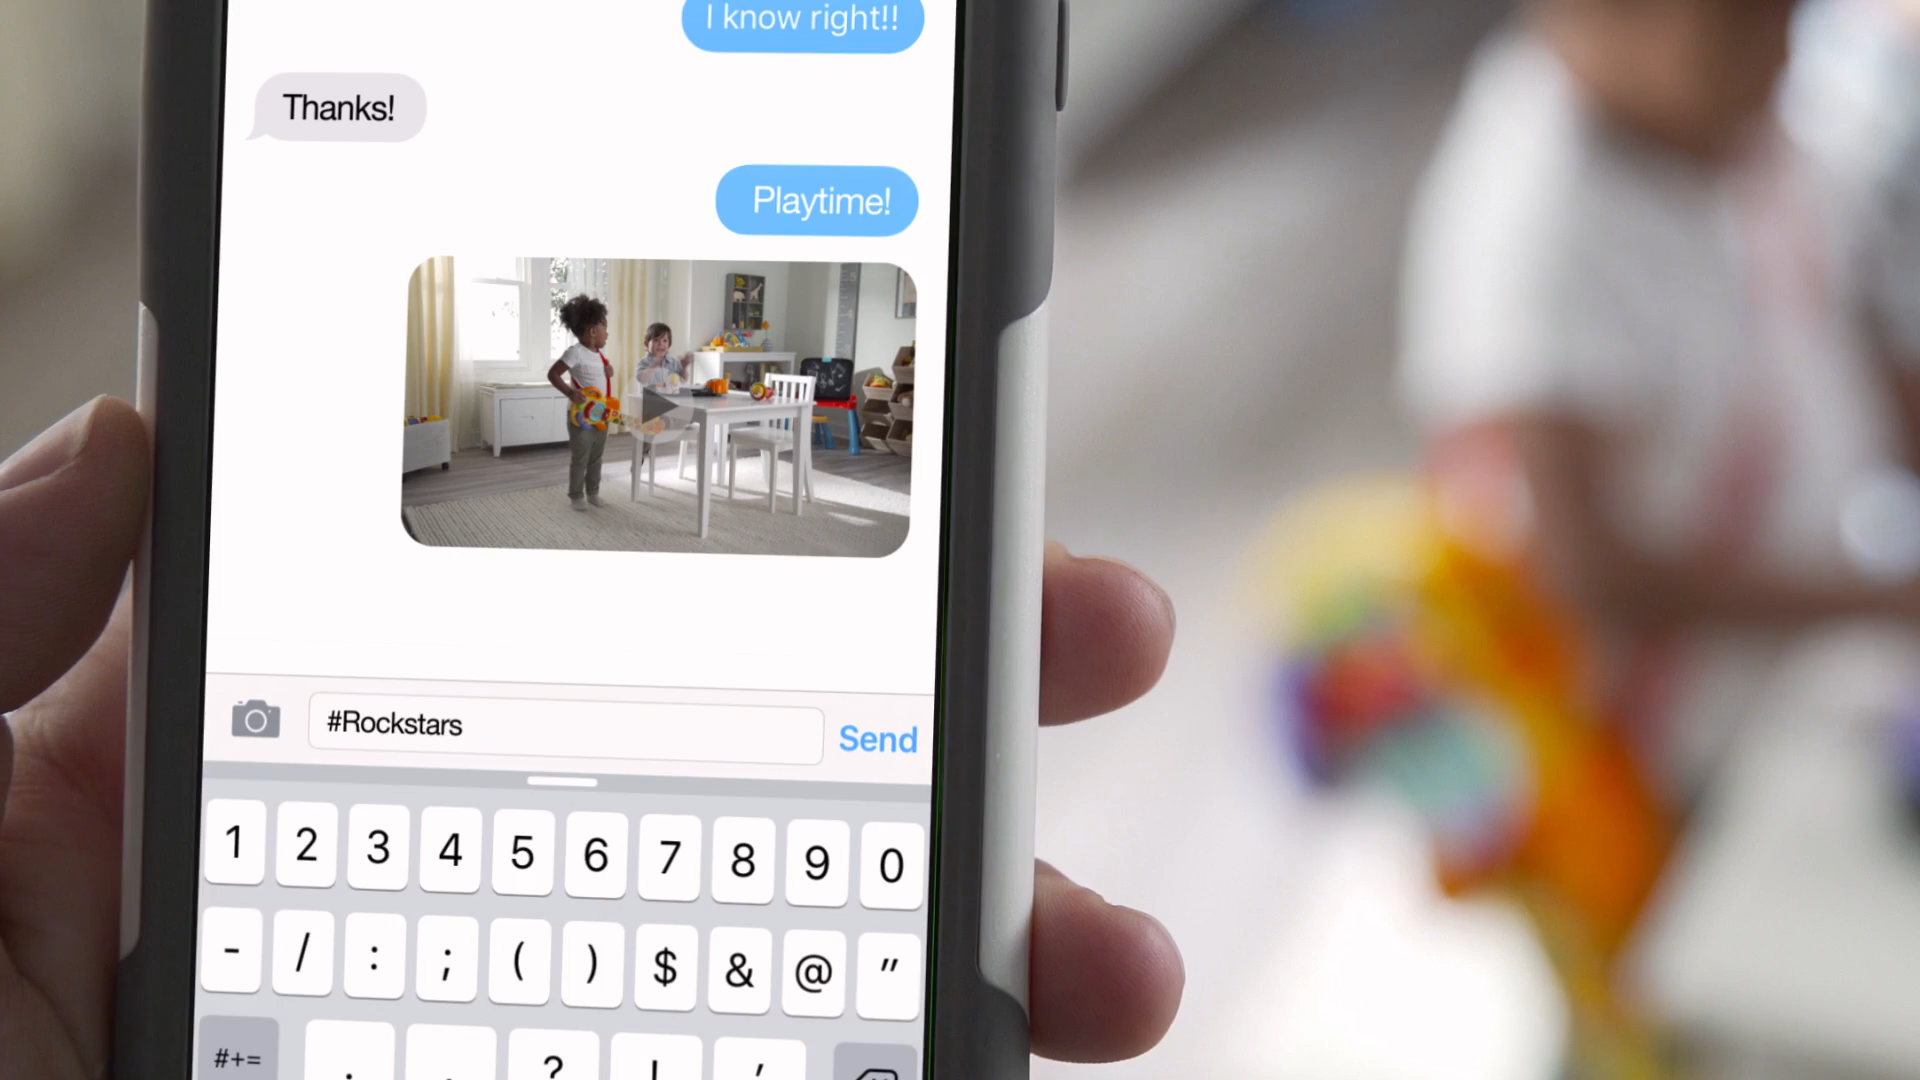 I know right!!
Thanks!
Playtime!
#Rockstars
Send
1 2 3 4 5 6 7 8 9 0
- / : ; ( ) $ & @ "
#+= . , ? ! '